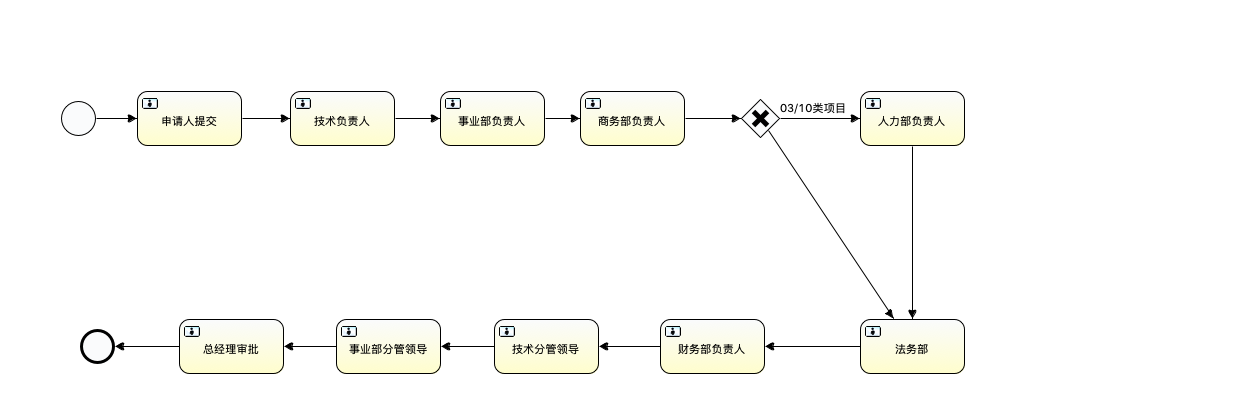 申请人提交
技术负责人
事业部负责人
商务部负责人
03/10类项目
人力部负责人
总经理审批
事业部分管领导
技术分管领导
财务部负责人
法务部